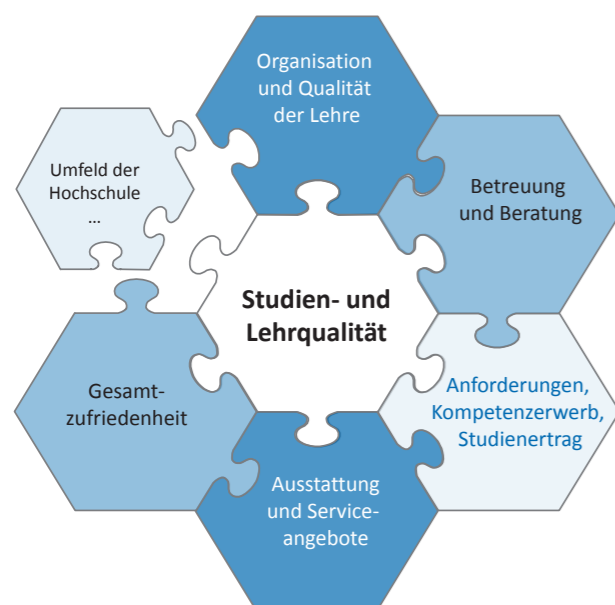 Organisation
und Qualität
der Lehre
Umfeld der
Hochschule
...
Betreuung
und Beratung
Studien- und
Lehrqualität
Gesamt-
zufriedenheit
Anforderungen,
Kompetenzerwerb,
Studienertrag
Ausstattung
und Service-
angebote